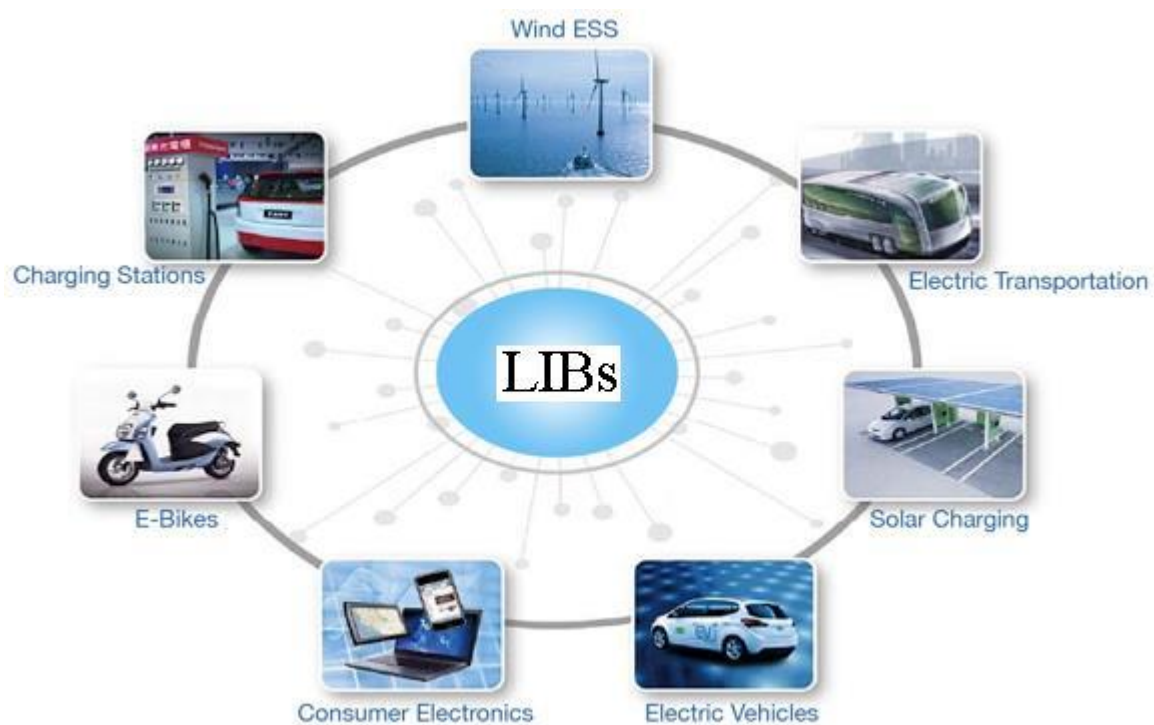 Wind ESS
Charging Stations
Electric Transportation
LIBs
E-Bikes
Solar Charging
Consumer Electronics
Electric Vehicles